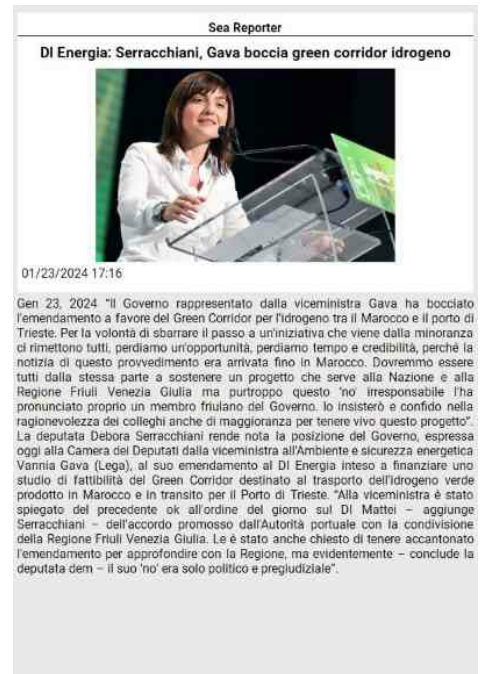 Sea Reporter
Dl Energia: Serracchiani, Gava boccia green corridor idrogeno
01/23/2024 17:16
Gen 23, 2024 “Il Governo rappresentato dalla viceministra Gava ha bocciato
l’emendamento a favore del Green Corridor per l’idrogeno tra il Marocco e il porto di
Trieste. Per la volontà di sbarrare il passo a un’iniziativa che viene dalla minoranza
ci rimettono tutti, perdiamo un’opportunità, perdiamo tempo e credibilità, perché la
notizia di questo provvedimento era arrivata fino in Marocco. Dovremmo essere
tutti dalla stessa parte a sostenere un progetto che serve alla Nazione e alla
Regione Friuli Venezia Giulia ma purtroppo questo ‘no’ irresponsabile l’ha
pronunciato proprio un membro friulano del Governo. Io insisterò e confido nella
ragionevolezza dei colleghi anche di maggioranza per tenere vivo questo progetto”.
La deputata Debora Serracchiani rende nota la posizione del Governo, espressa
oggi alla Camera dei Deputati dalla viceministra all’Ambiente e sicurezza energetica
Vannia Gava (Lega), al suo emendamento al Dl Energia inteso a finanziare uno
studio di fattibilità del Green Corridor destinato al trasporto dell’idrogeno verde
prodotto in Marocco e in transito per il Porto di Trieste. “Alla viceministra è stato
spiegato del precedente ok all’ordine del giorno sul Dl Mattei – aggiunge
Serracchiani – dell’accordo promosso dall’Autorità portuale con la condivisione
della Regione Friuli Venezia Giulia. Le è stato anche chiesto di tenere accantonato
l’emendamento per approfondire con la Regione, ma evidentemente – conclude la
deputata dem – il suo ‘no’ era solo politico e pregiudiziale”.